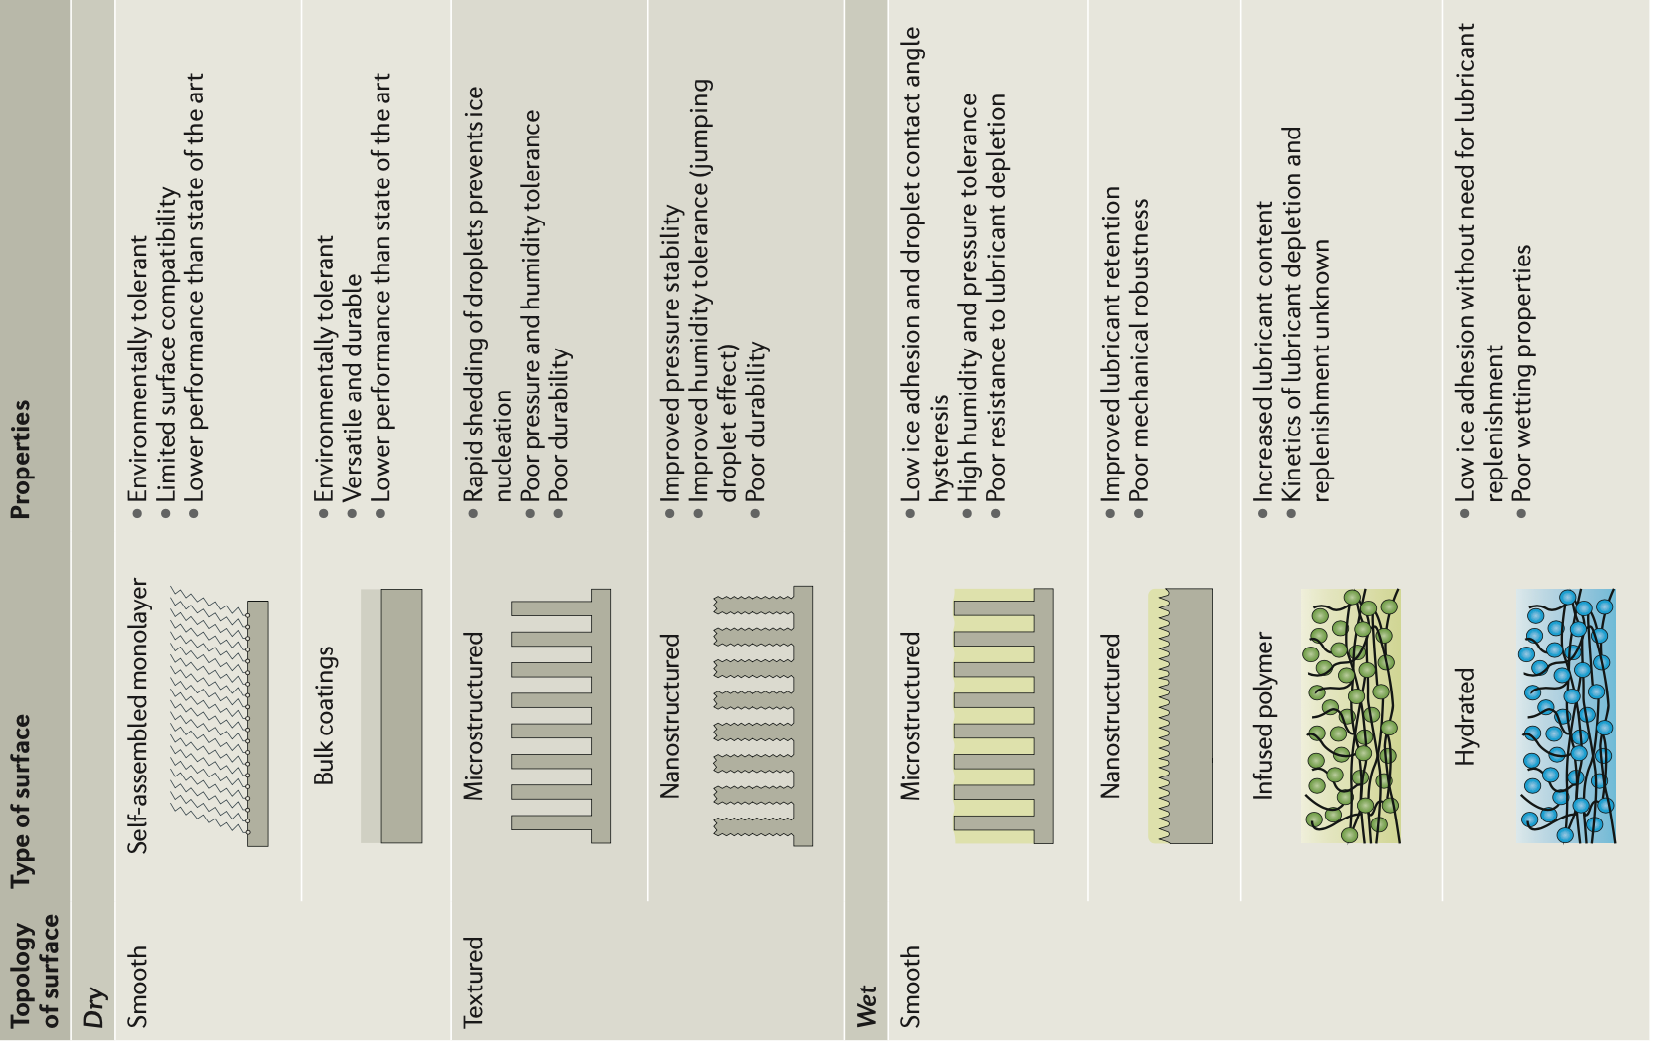 Topology
of surface
Type of surface
Properties
Dry
Smooth
Self-assembled monolayer
• Environmentally tolerant
• Limited surface compatibility
• Lower performance than state of the art
Bulk coatings
• Environmentally tolerant
• Versatile and durable
• Lower performance than state of the art
Textured
Microstructured
• Rapid shedding of droplets prevents ice
nucleation
• Poor pressure and humidity tolerance
• Poor durability
Nanostructured
• Improved pressure stability
• Improved humidity tolerance (jumping
droplet effect)
• Poor durability
Wet
Smooth
Microstructured
• Low ice adhesion and droplet contact angle
hysteresis
• High humidity and pressure tolerance
• Poor resistance to lubricant depletion
Nanostructured
• Improved lubricant retention
• Poor mechanical robustness
Infused polymer
• Increased lubricant content
• Kinetics of lubricant depletion and
replenishment unknown
Hydrated
• Low ice adhesion without need for lubricant
replenishment
• Poor wetting properties